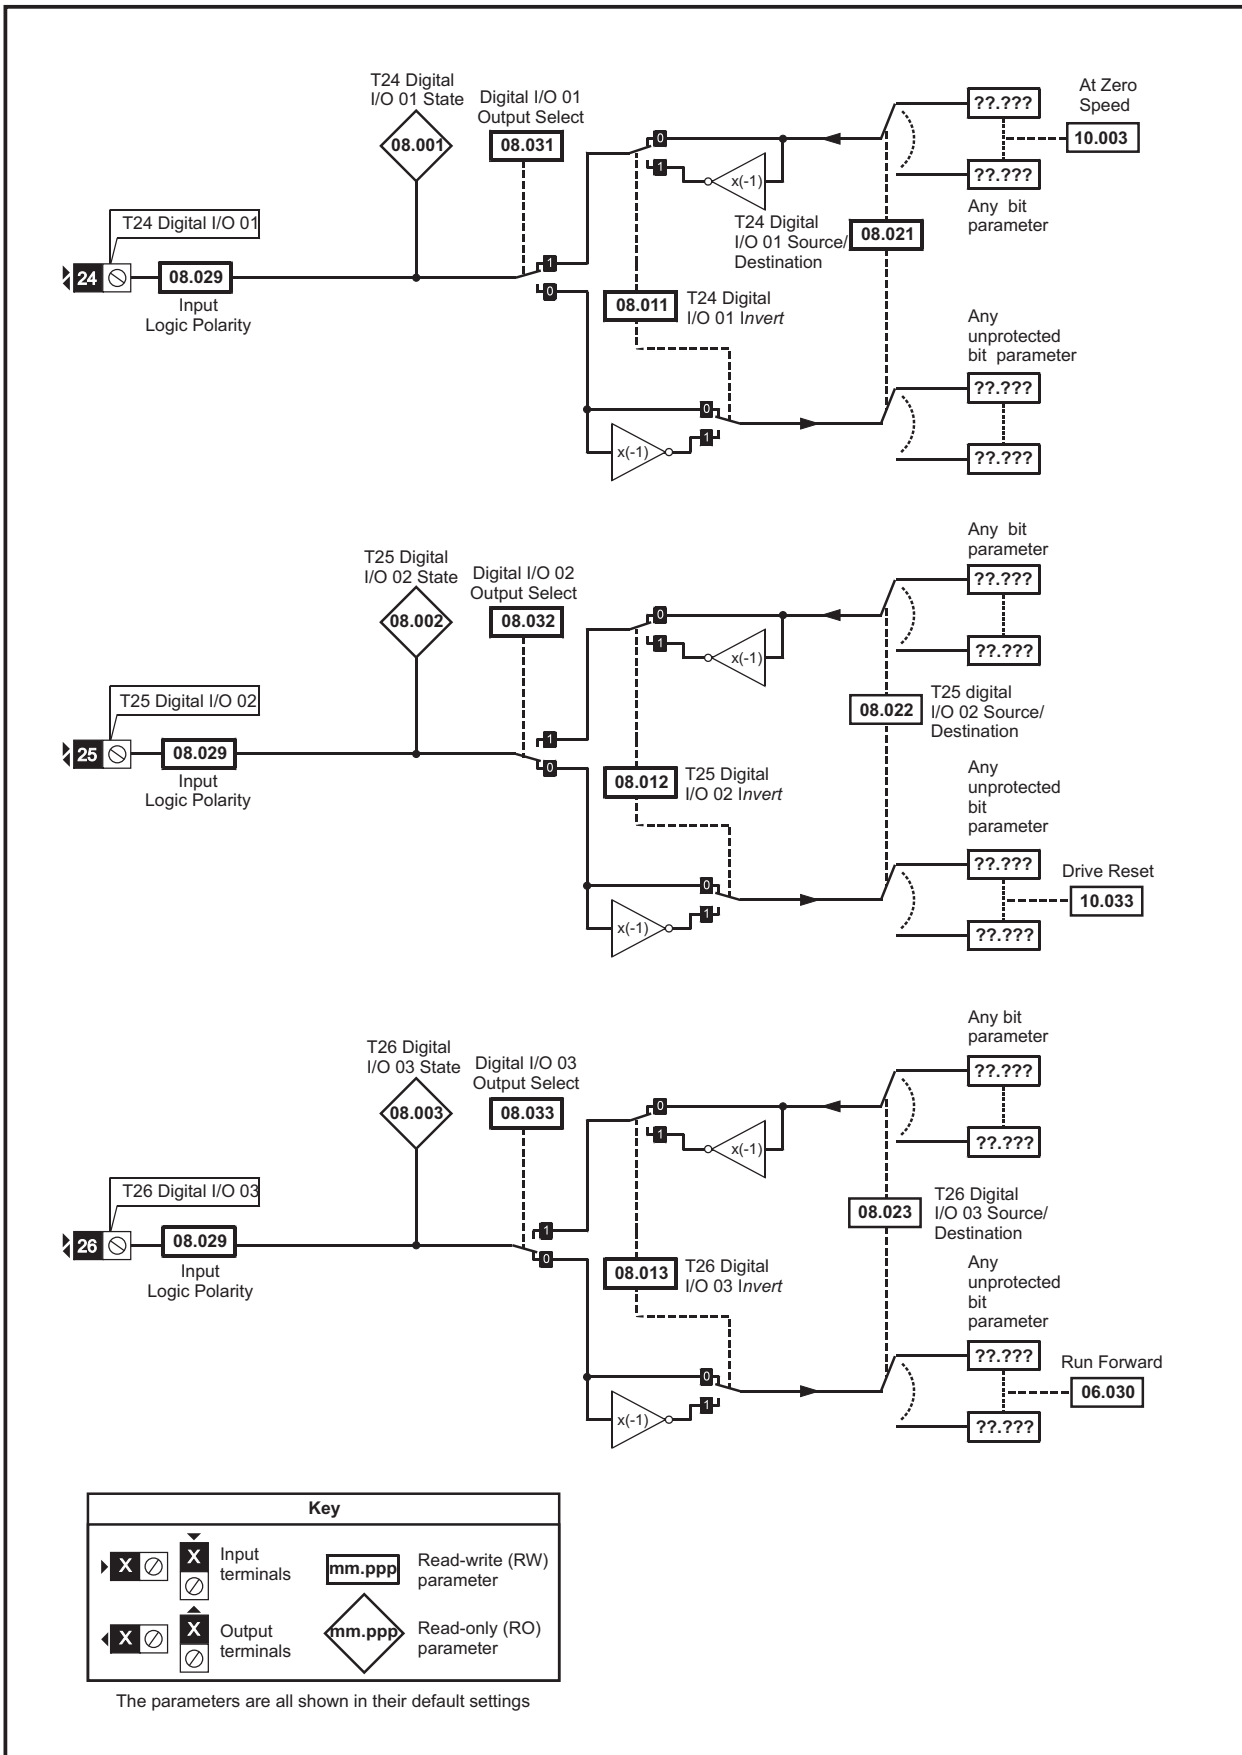 T24 Digital
I/O 01 State
08.001
Digital I/O 01
Output Select
08.031
0
1
x(-1)
??.???
??.???
At Zero
Speed
10.003
Any bit
parameter
T24 Digital
I/O 01 Source/
Destination
08.021
T24 Digital I/O 01
24
08.029
Input
Logic Polarity
1
0
08.011
T24 Digital
I/O 01 Invert
Any
unprotected
bit parameter
??.???
??.???
0
1
x(-1)
T25 Digital
I/O 02 State
08.002
Digital I/O 02
Output Select
08.032
0
1
x(-1)
Any bit
parameter
??.???
??.???
08.022
T25 digital
I/O 02 Source/
Destination
T25 Digital I/O 02
25
08.029
Input
Logic Polarity
1
0
08.012
T25 Digital
I/O 02 Invert
Any
unprotected
bit
parameter
??.???
??.???
Drive Reset
10.033
0
1
x(-1)
T26 Digital
I/O 03 State
08.003
Digital I/O 03
Output Select
08.033
0
1
x(-1)
Any bit
parameter
??.???
??.???
08.023
T26 Digital
I/O 03 Source/
Destination
T26 Digital I/O 03
26
08.029
Input
Logic Polarity
1
0
08.013
T26 Digital
I/O 03 Invert
Any
unprotected
bit
parameter
??.???
??.???
Run Forward
06.030
0
1
x(-1)
Key
X
X
Input
terminals
mm.ppp
Read-write (RW)
parameter
X
X
Output
terminals
mm.ppp
Read-only (RO)
parameter
The parameters are all shown in their default settings